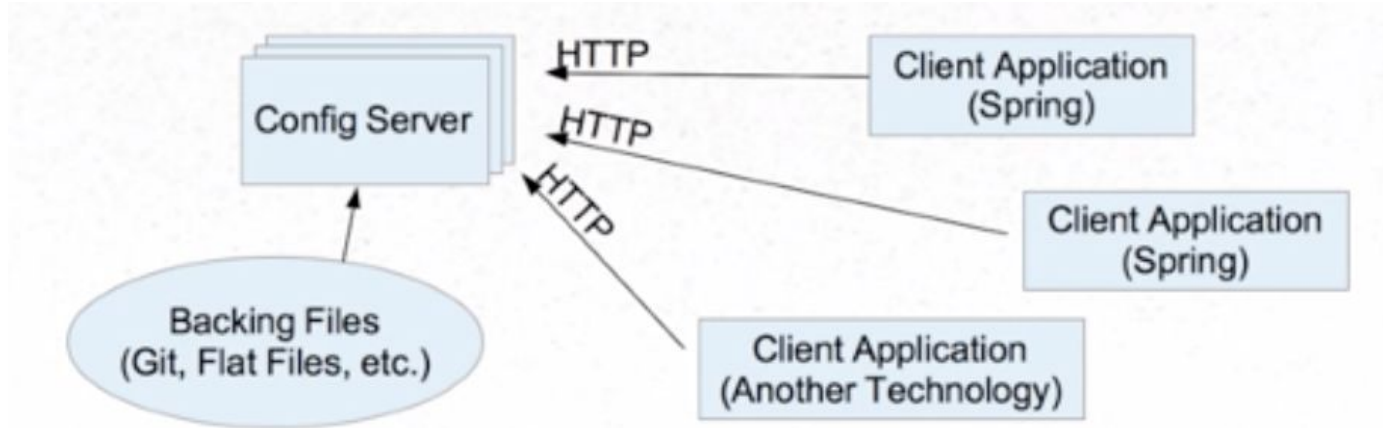 HTTP
Client Application
(Spring)
Config Server
HTTP
HTTP
Client Application
(Spring)
Backing Files
(Git, Flat Files, etc.)
Client Application
(Another Technology)